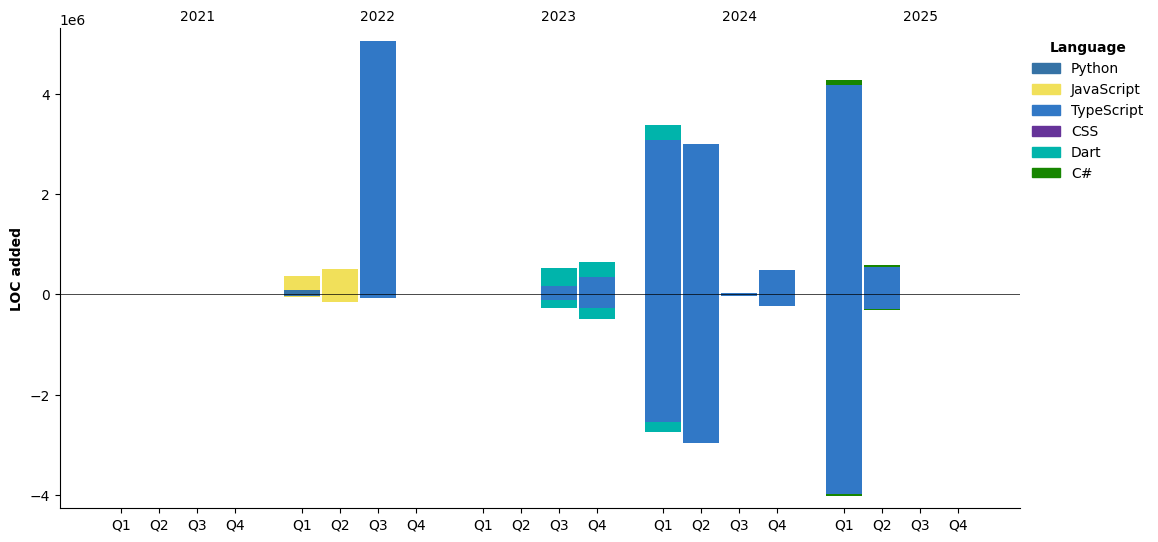 1e6
2021 2022 2023 2024 2025
Language
Python
JavaScript
TypeScript
CSS
Dart
C#
LOC added
4
2
0
−2
−4
Q1 Q2 Q3 Q4 Q1 Q2 Q3 Q4 Q1 Q2 Q3 Q4 Q1 Q2 Q3 Q4 Q1 Q2 Q3 Q4